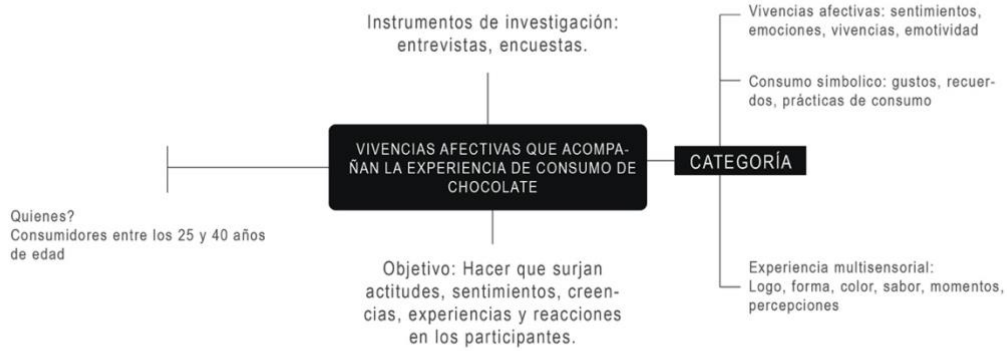 Instrumentos de investigación:
entrevistas, encuestas.
Vivencias afectivas: sentimientos,
emociones, vivencias, emotividad
Consumo simbolico: gustos, recuer-
dos, prácticas de consumo
VIVENCIAS AFECTIVAS QUE ACOMPA-
ÑAN LA EXPERIENCIA DE CONSUMO DE
CHOCOLATE
CATEGORÍA
Quienes?
Consumidores entre los 25 y 40 años
de edad
Objetivo: Hacer que surjan
actitudes, sentimientos, creen-
cias, experiencias y reacciones
en los participantes.
Experiencia multisensorial:
Logo, forma, color, sabor, momentos,
percepciones